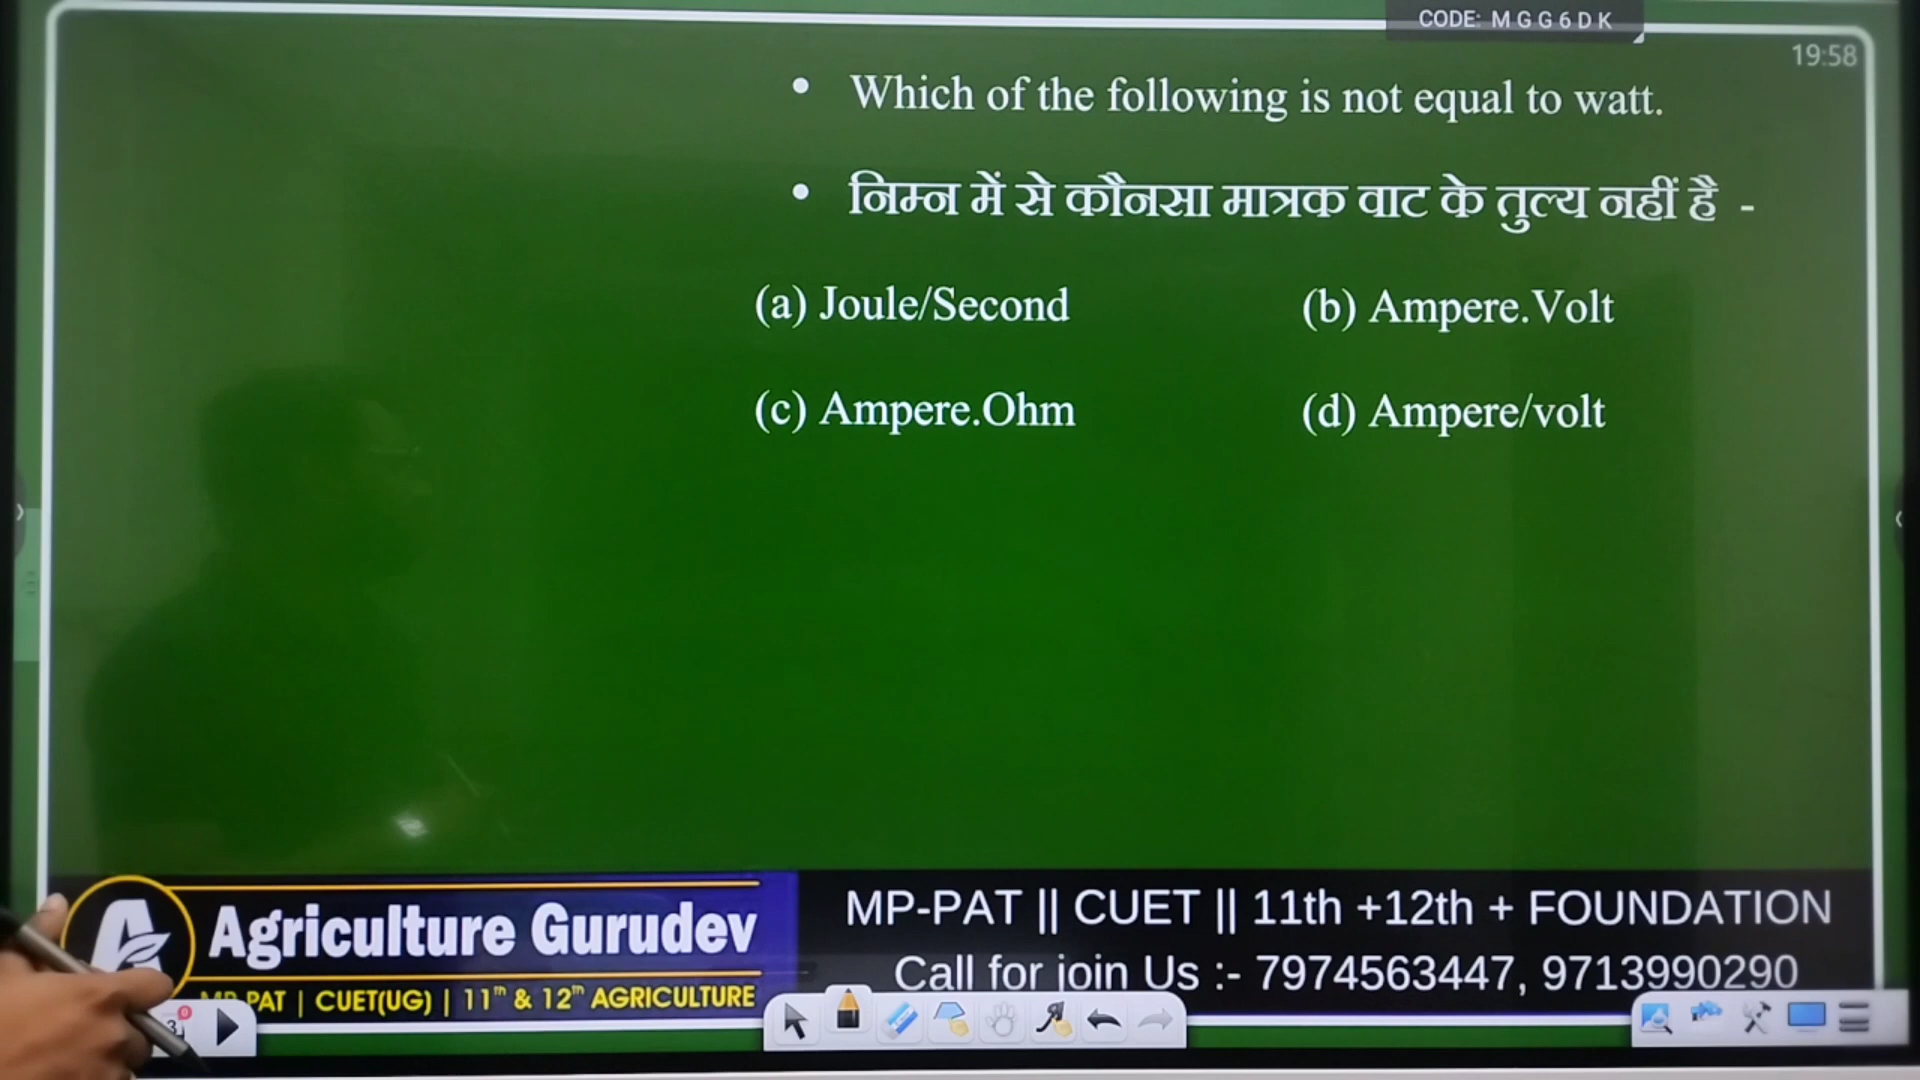 CODE: M G G 6 D K
19:58
• Which of the following is not equal to watt.
• निम्न में से कौनसा मात्रक वाट के तुल्य नहीं है -
(a) Joule/Second
(b) Ampere.Volt
(c) Ampere.Ohm
(d) Ampere/volt
Agriculture Gurudev
PAT | CUET(UG) | 11th & 12th AGRICULTURE
MP-PAT || CUET || 11th +12th + FOUNDATION
Call for join Us :- 7974563447, 9713990290